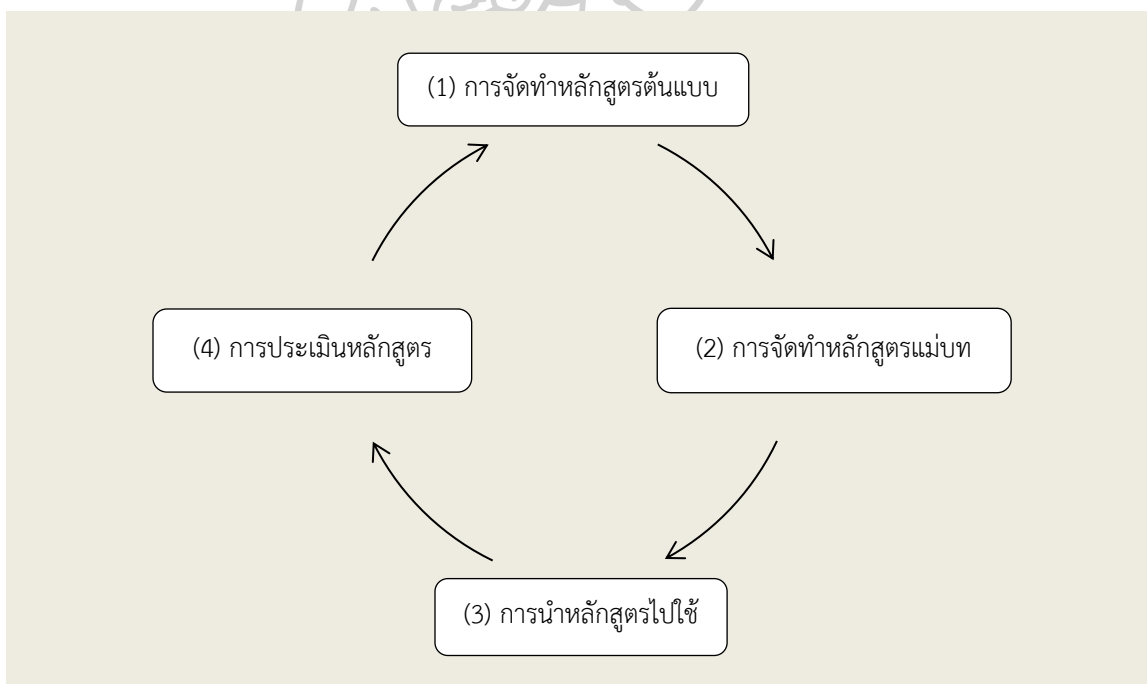 (1) การจัดทำหลักสูตรต้นแบบ
(2) การจัดทำหลักสูตรแม่บท
(3) การนำหลักสูตรไปใช้
(4) การประเมินหลักสูตร